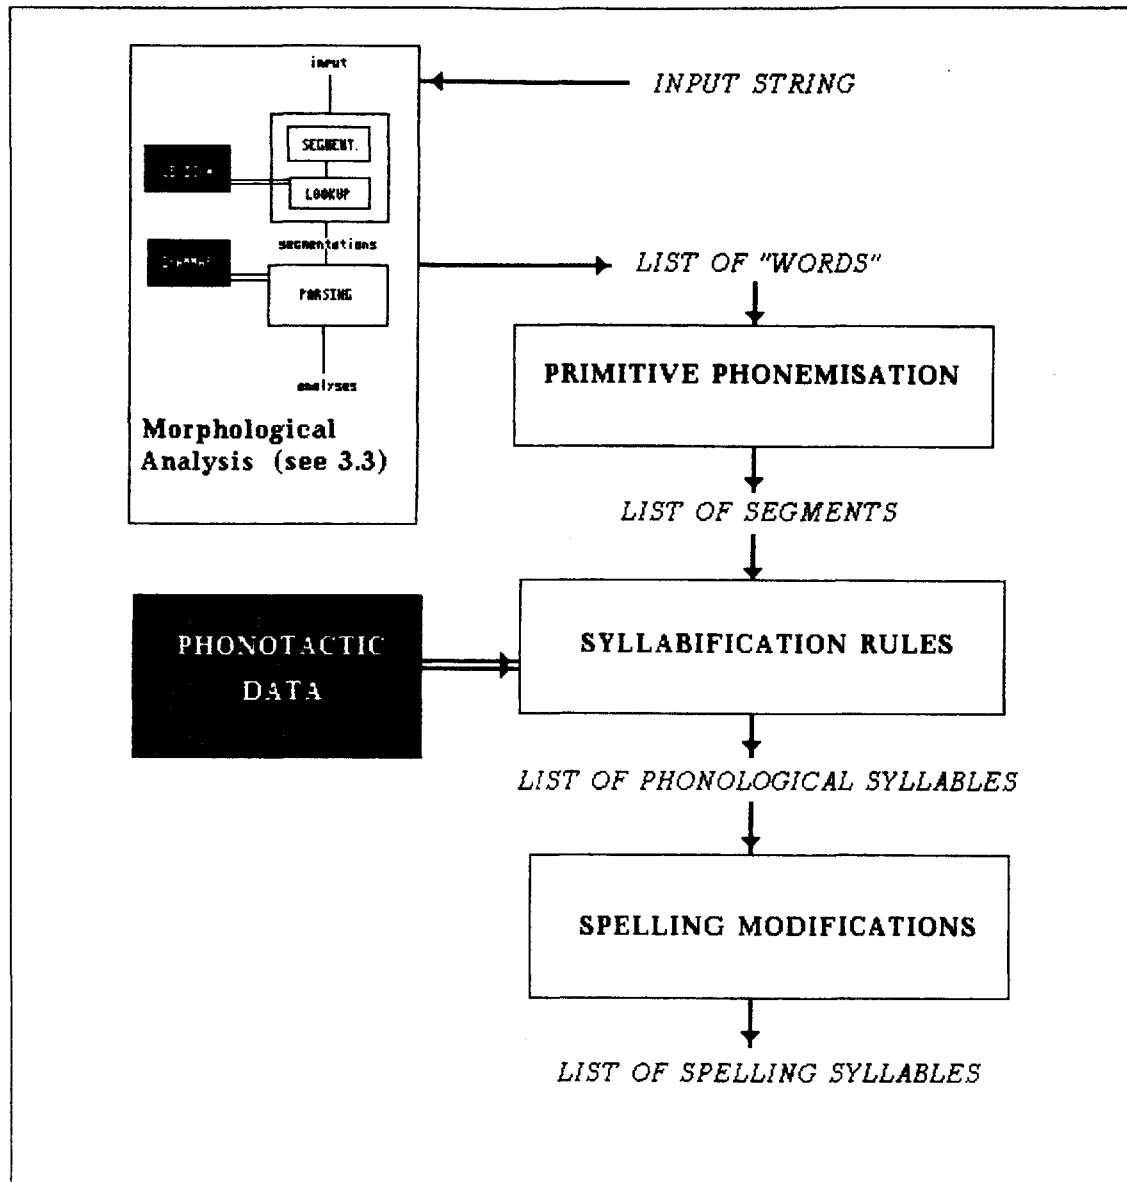 input
INPUT STRING
SEGMENT.
LOOKUP
segmentations
LIST OF "WORDS"
PARSING
PRIMITIVE PHONEMISATION
analyses
Morphological
Analysis (see 3.3)
LIST OF SEGMENTS
PHONOTACTIC
DATA
SYLLABIFICATION RULES
LIST OF PHONOLOGICAL SYLLABLES
SPELLING MODIFICATIONS
LIST OF SPELLING SYLLABLES